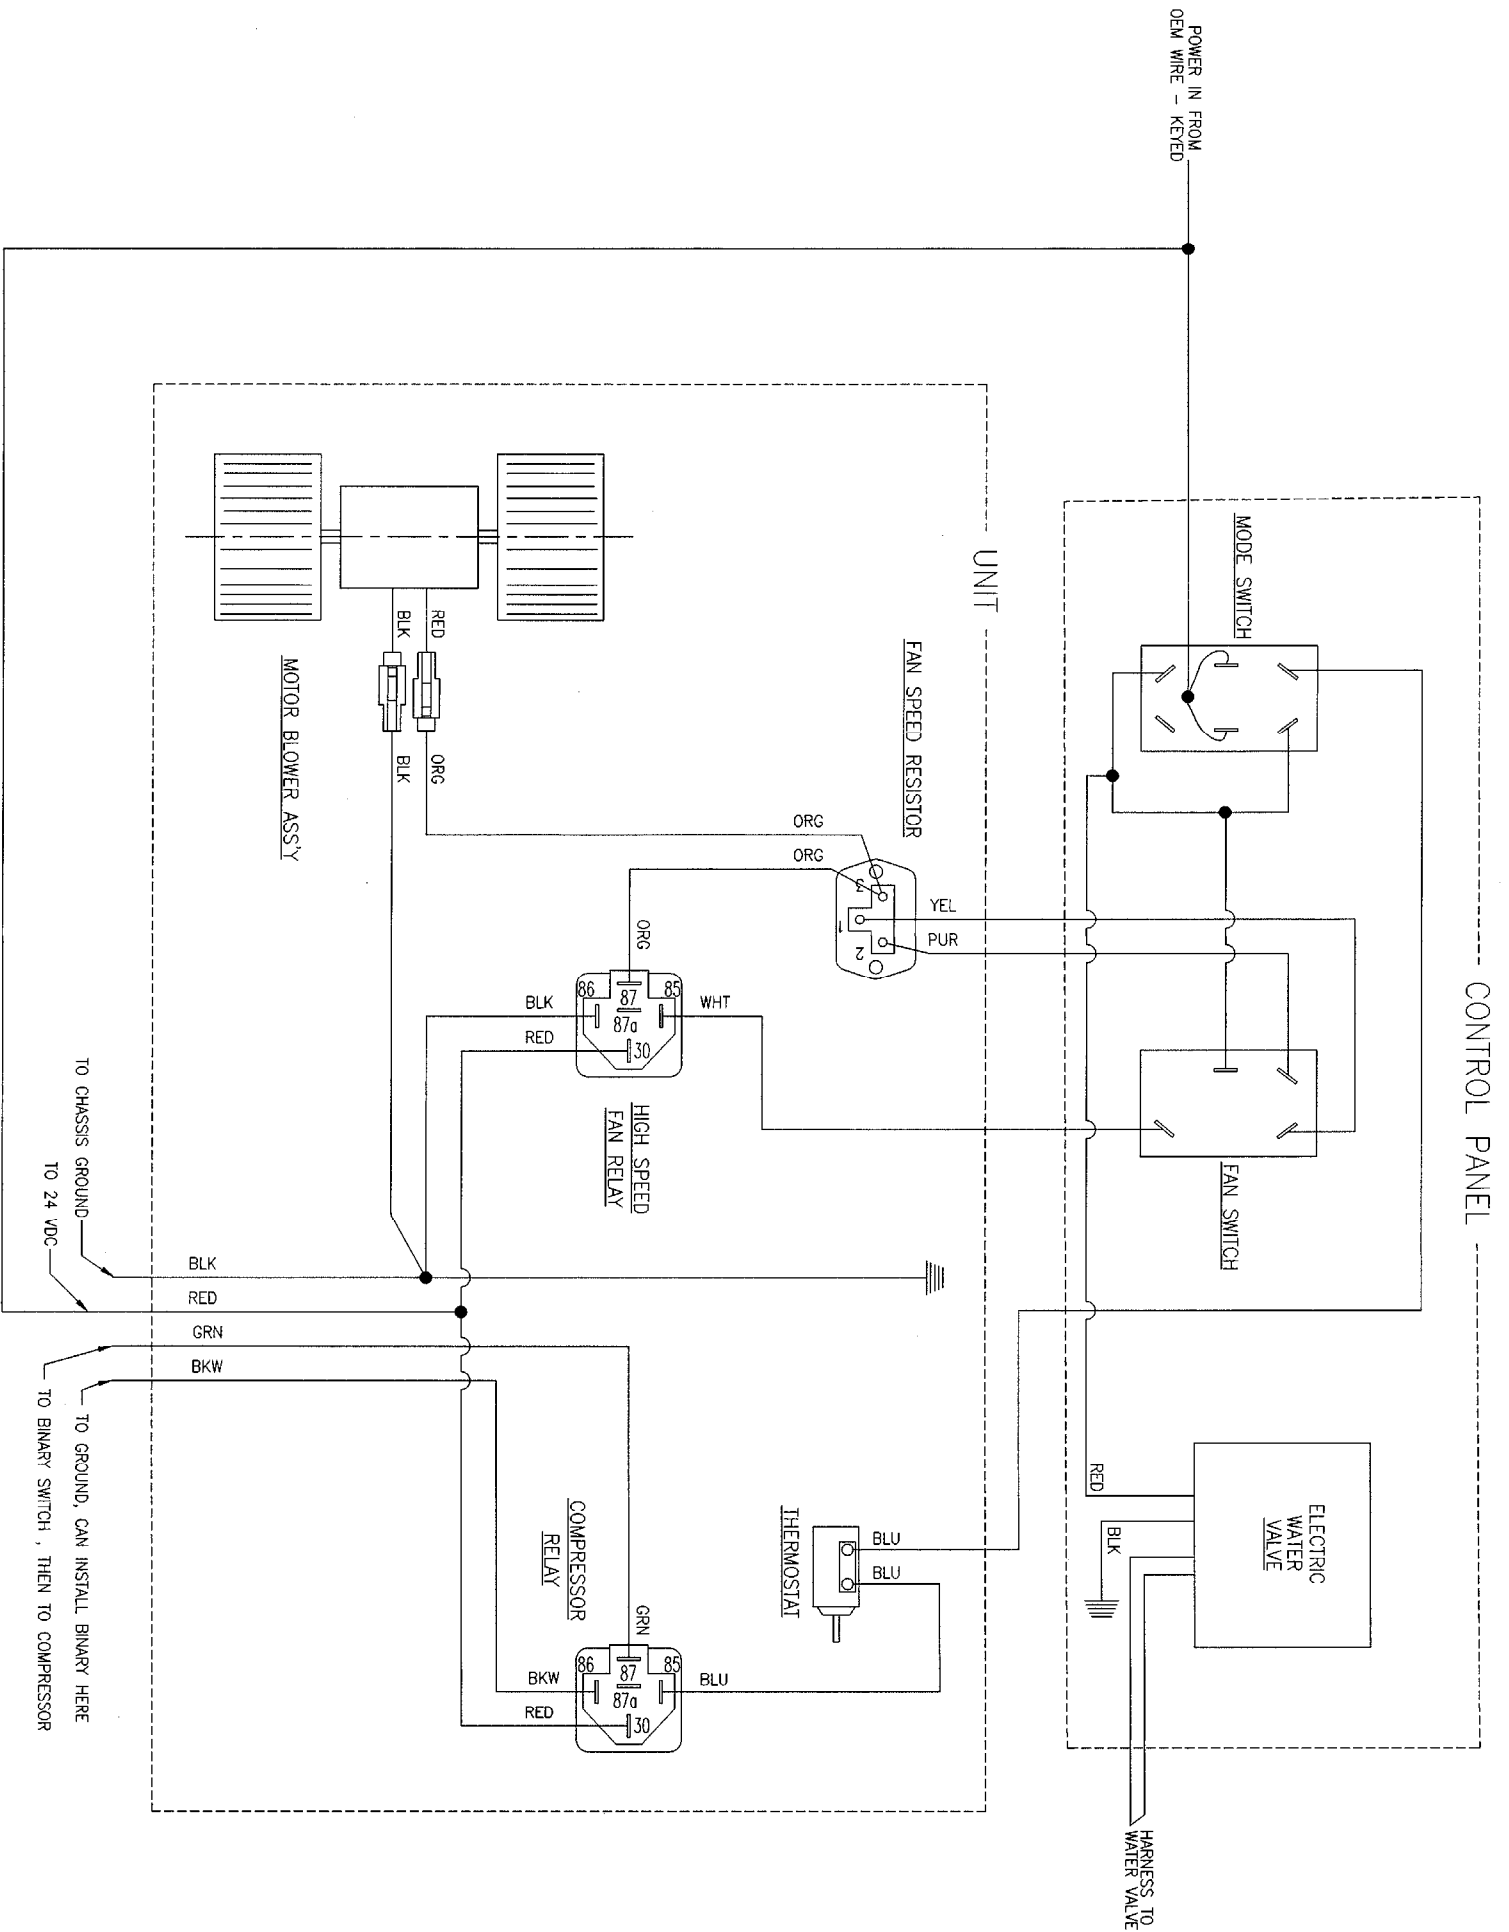 POWER IN FROM
OEM WIRE - KEYED
CONTROL PANEL
MODE SWITCH
FAN SWITCH
ELECTRIC
WATER
VALVE
RED
BLK
HARNESS TO
WATER VALVE
UNIT
FAN SPEED RESISTOR
3
1
2
YEL
PUR
ORG
ORG
RED
BLK
ORG
BLK
MOTOR BLOWER ASS'Y
ORG
86
87
85
87a
30
BLK
RED
WHT
HIGH SPEED
FAN RELAY
THERMOSTAT
BLU
BLU
COMPRESSOR
RELAY
GRN
86
87
85
87a
30
BKW
RED
BLU
BLK
RED
GRN
BKW
TO CHASSIS GROUND
TO 24 VDC
TO GROUND, CAN INSTALL BINARY HERE
TO BINARY SWITCH , THEN TO COMPRESSOR